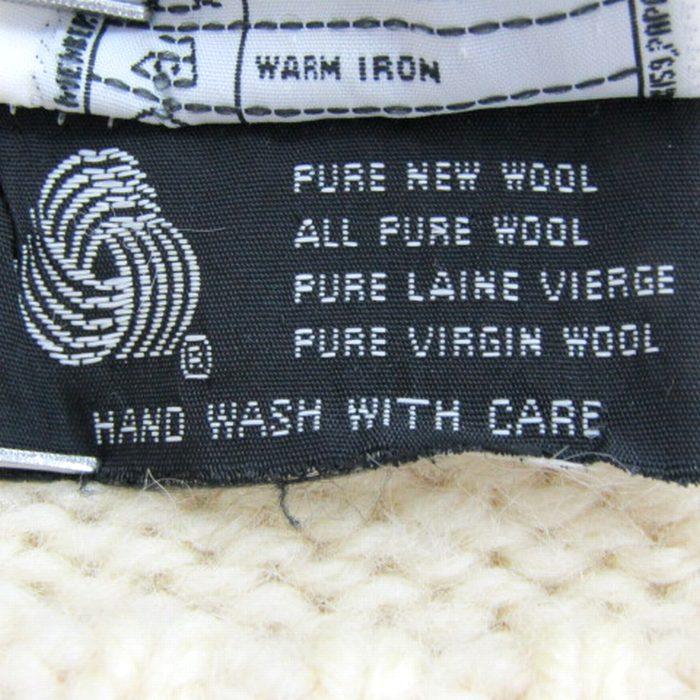 WARM IRON
PURE NEW WOOL
ALL PURE WOOL
PURE LAINE VIERGE
PURE VIRGIN WOOL
®
HAND WASH WITH CARE